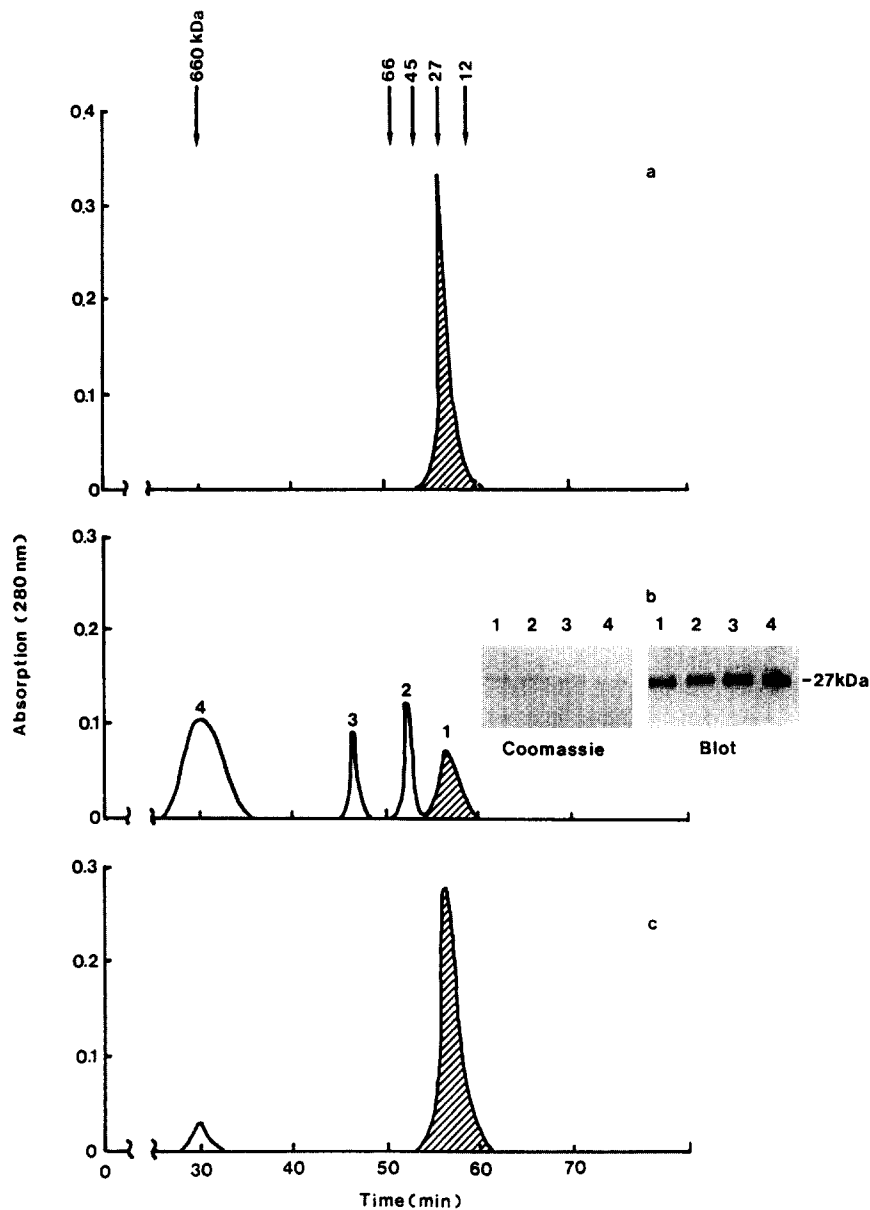 660 kDa 66 45 27 12
0.4
a
0.3
0.2
0.1
0
Absorption (280 nm)
0.3
0.2
b
1 2 3 4 1 2 3 4
-27kDa
Coomassie Blot
0.1
4 3 2 1
0
0.3
c
0.2
0.1
0
0 30 40 50 60 70
Time (min)